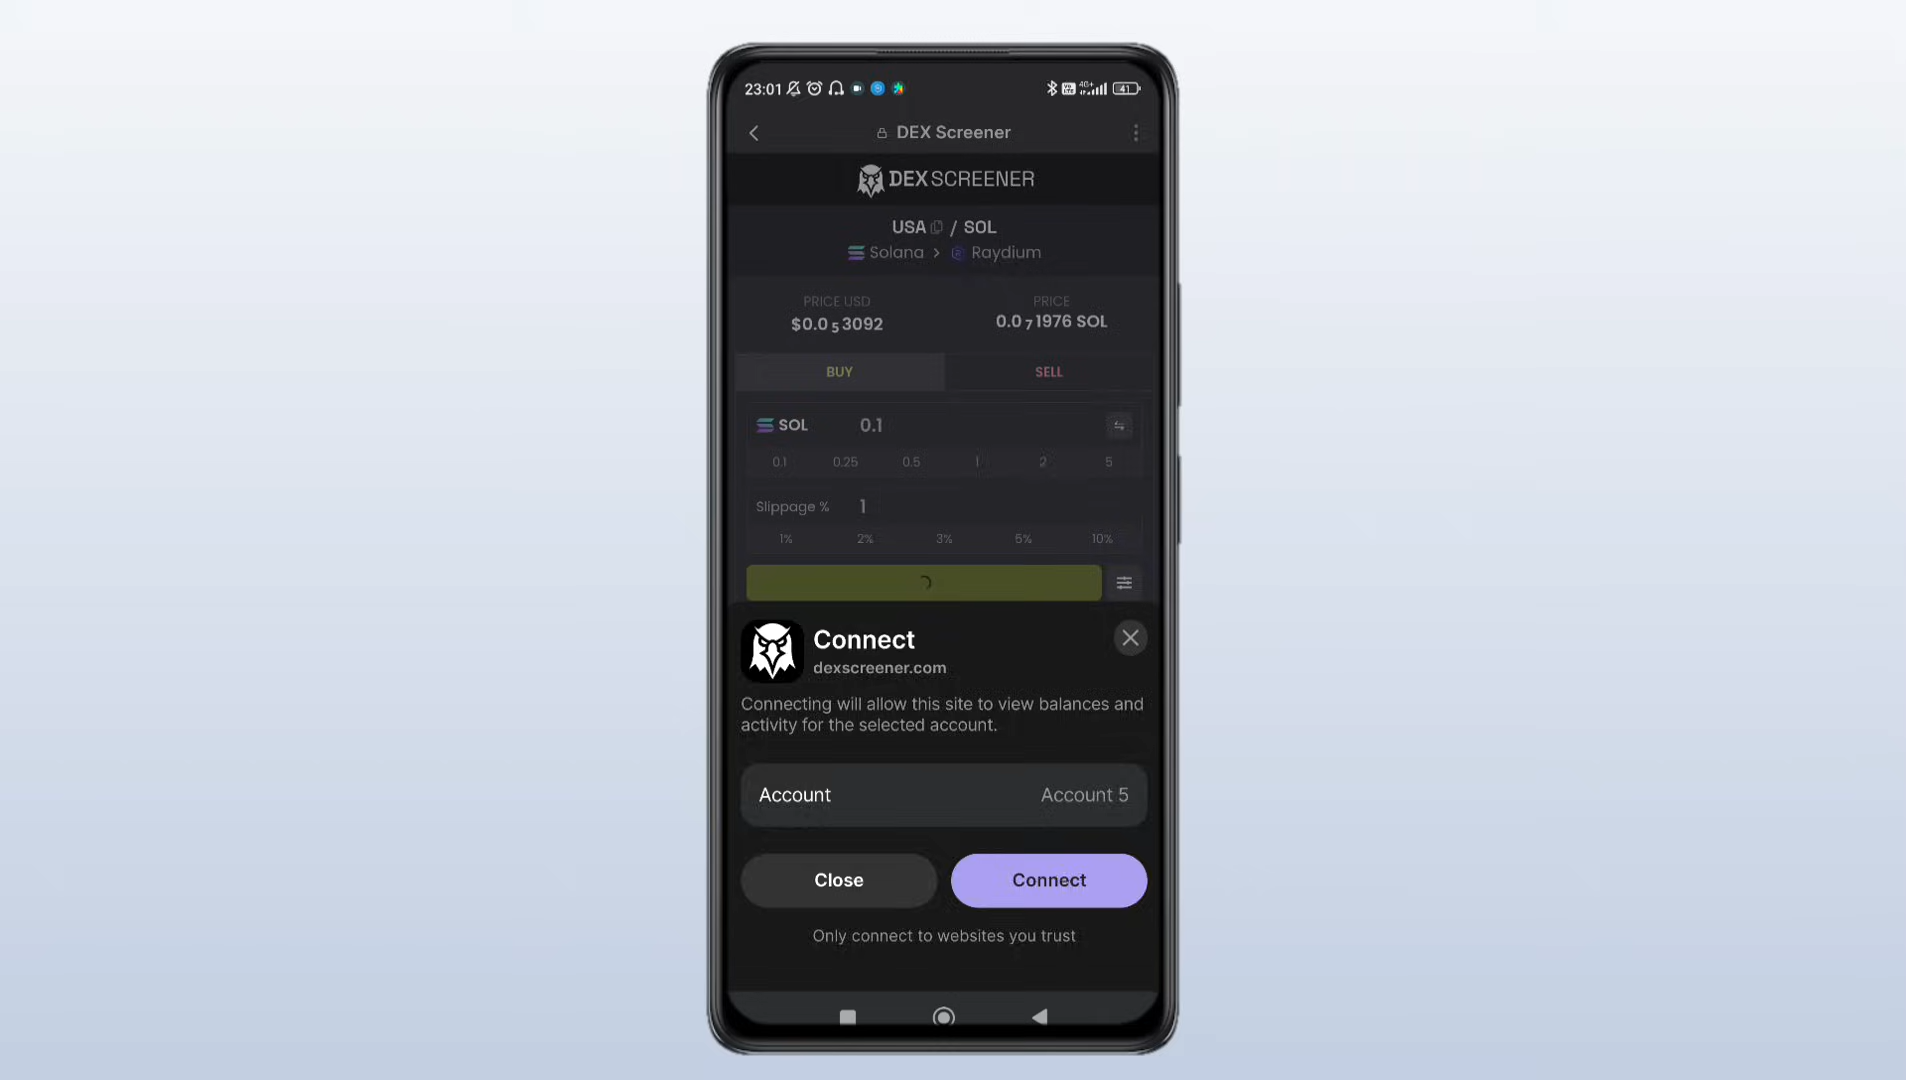 23:01 4G+ 41
DEX Screener
DEX SCREENER
USA / SOL
Solana > Raydium
PRICE USD PRICE
$0.0₅3092 0.0₇1976 SOL
BUY SELL
SOL 0.1
0.1 0.25 0.5 1 2 5
Slippage % 1
1% 2% 3% 5% 10%
Connect
dexscreener.com
Connecting will allow this site to view balances and
activity for the selected account.
Account Account 5
Close Connect
Only connect to websites you trust